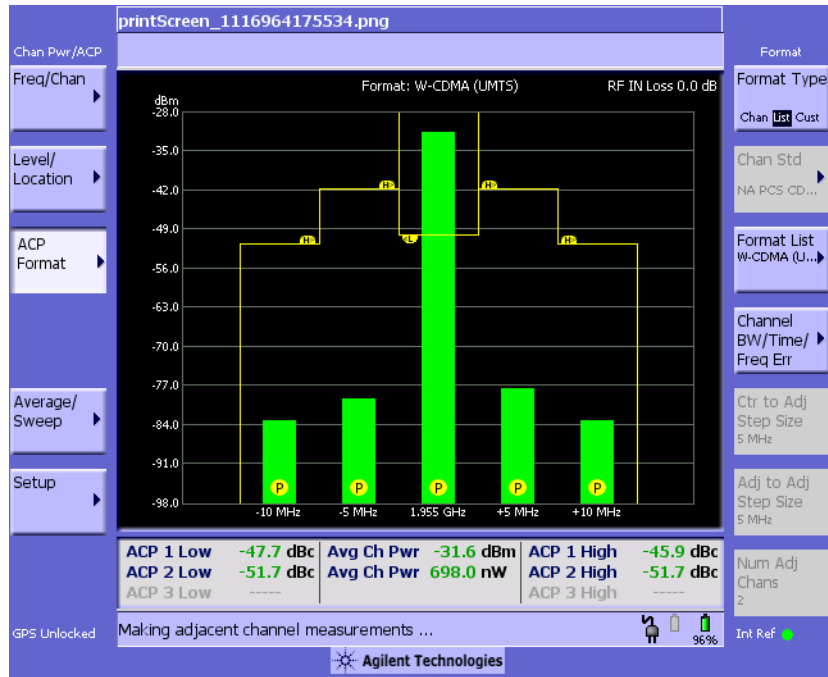 printScreen_1116964175534.png
Chan Pwr/ACP
Freq/Chan
Level/
Location
ACP
Format
Average/
Sweep
Setup
GPS Unlocked
Format: W-CDMA (UMTS)
RF IN Loss 0.0 dB
dBm
-28.0
-35.0
-42.0
-49.0
-56.0
-63.0
-70.0
-77.0
-84.0
-91.0
-98.0
H
H
H
L
H
P
P
P
P
P
-10 MHz
-5 MHz
1.955 GHz
+5 MHz
+10 MHz
ACP 1 Low -47.7 dBc Avg Ch Pwr -31.6 dBm ACP 1 High -45.9 dBc
ACP 2 Low -51.7 dBc Avg Ch Pwr 698.0 nW ACP 2 High -51.7 dBc
ACP 3 Low ----- ACP 3 High -----
Making adjacent channel measurements ...
96%
Agilent Technologies
Format
Format Type
Chan List Cust
Chan Std
NA PCS CD...
Format List
W-CDMA (U...
Channel
BW/Time/
Freq Err
Ctr to Adj
Step Size
5 MHz
Adj to Adj
Step Size
5 MHz
Num Adj
Chans
2
Int Ref